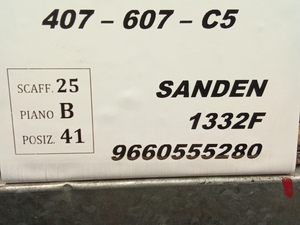 407 – 607 – C5
SCAFF. 25
PIANO B
POSIZ. 41
SANDEN
1332F
9660555280